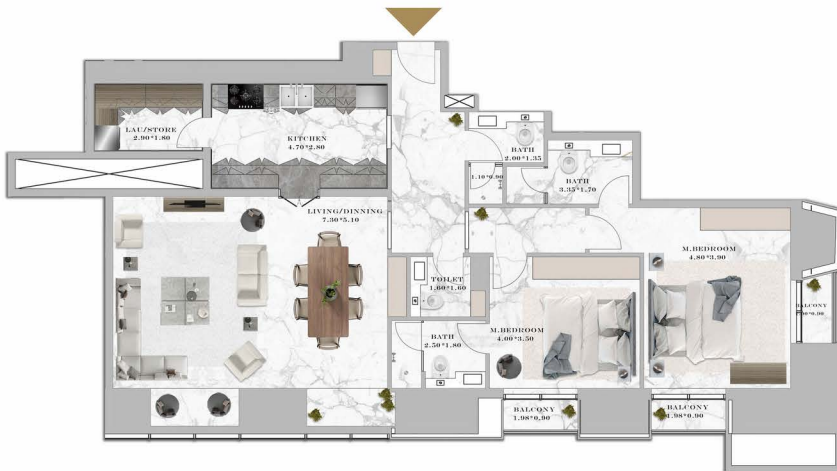 LAU/STORE
2.90*1.80
KITCHEN
4.70*2.80
BATH
2.00*1.35
1.10*0.90
BATH
3.35*1.70
LIVING/DINNING
7.30*5.10
M.BEDROOM
4.80*3.90
TOILET
1.60*1.60
BALCONY
M.BEDROOM
4.00*3.50
BATH
2.50*1.80
BALCONY
1.98*0.90
BALCONY
1.98*0.90